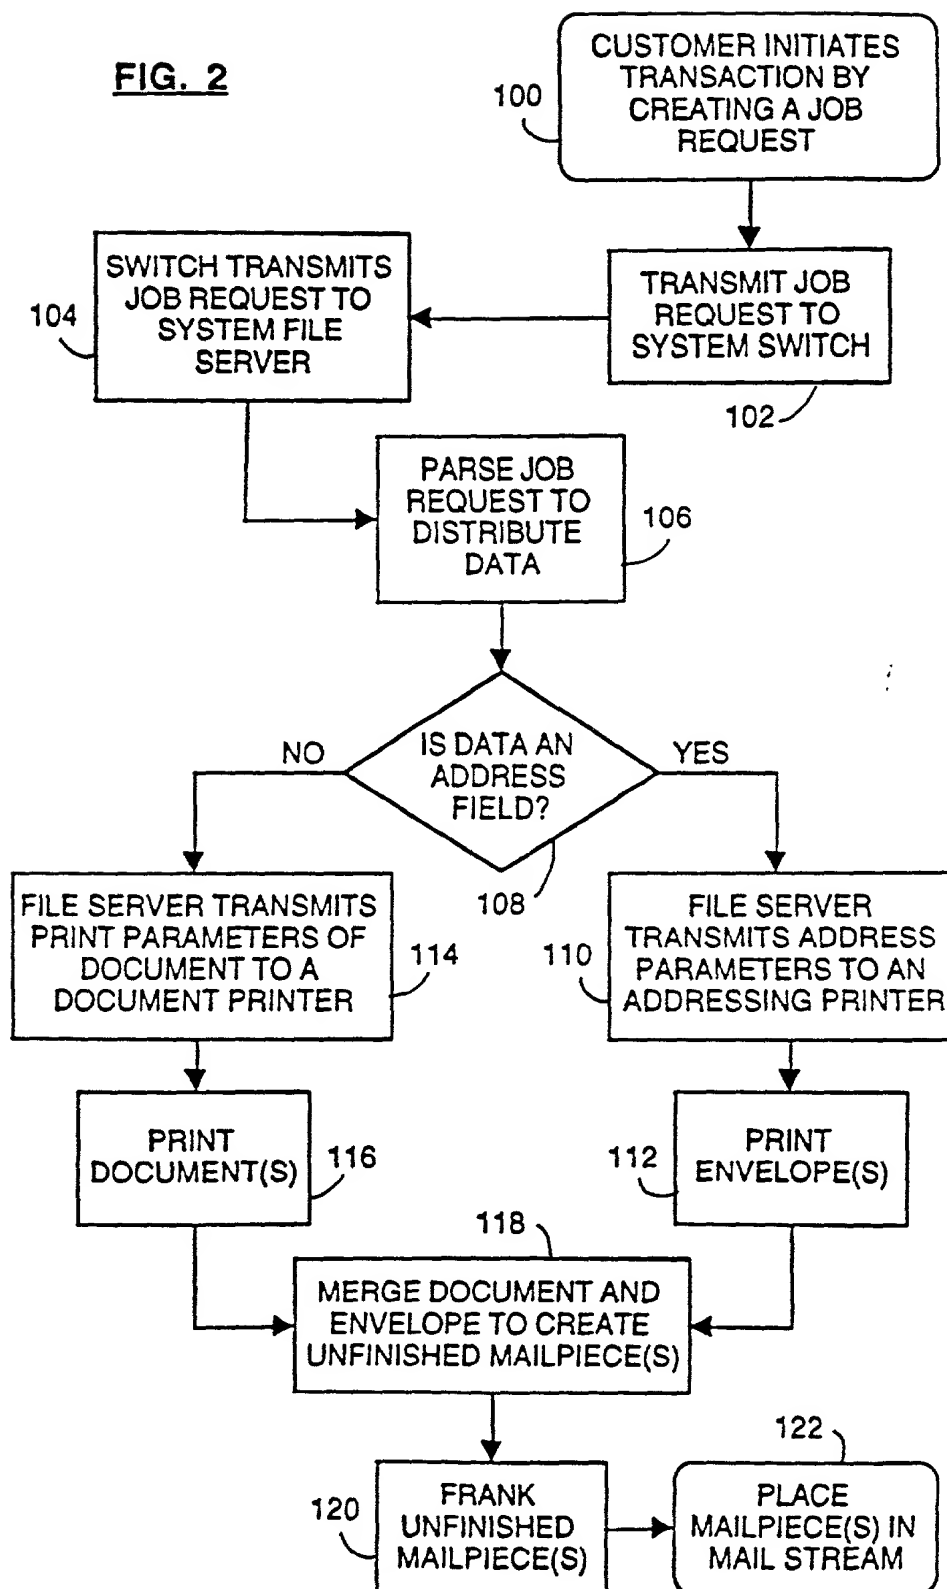 FIG. 2
100
CUSTOMER INITIATES
TRANSACTION BY
CREATING A JOB
REQUEST
TRANSMIT JOB
REQUEST TO
SYSTEM SWITCH
102
SWITCH TRANSMITS
JOB REQUEST TO
SYSTEM FILE
SERVER
104
PARSE JOB
REQUEST TO
DISTRIBUTE
DATA
106
IS DATA AN
ADDRESS
FIELD?
108
NO
YES
FILE SERVER TRANSMITS
PRINT PARAMETERS OF
DOCUMENT TO A
DOCUMENT PRINTER
114
110
FILE SERVER
TRANSMITS ADDRESS
PARAMETERS TO AN
ADDRESSING PRINTER
PRINT
DOCUMENT(S)
116
112
PRINT
ENVELOPE(S)
118
MERGE DOCUMENT AND
ENVELOPE TO CREATE
UNFINISHED MAILPIECE(S)
120
FRANK
UNFINISHED
MAILPIECE(S)
122
PLACE
MAILPIECE(S) IN
MAIL STREAM